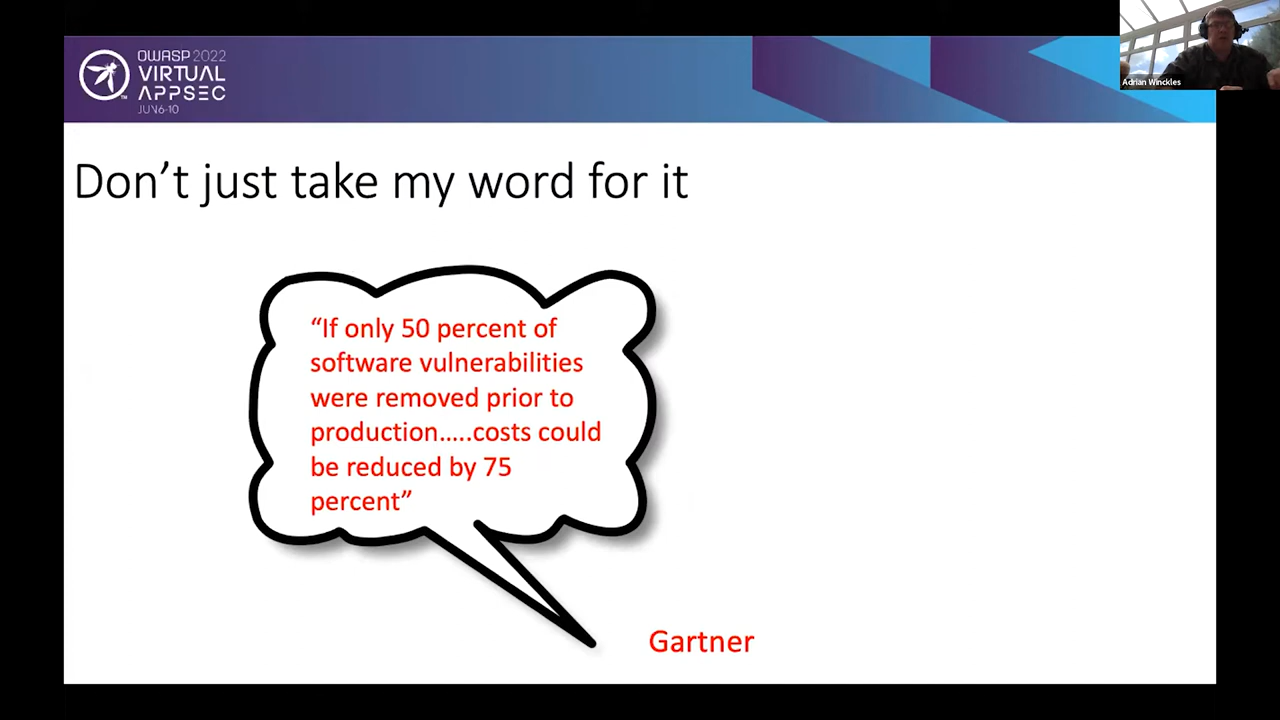 OWASP 2022
VIRTUAL
APPSEC
JUN 6-10
Adrian Winckles
Don’t just take my word for it
“If only 50 percent of
software vulnerabilities
were removed prior to
production…..costs could
be reduced by 75
percent”
Gartner